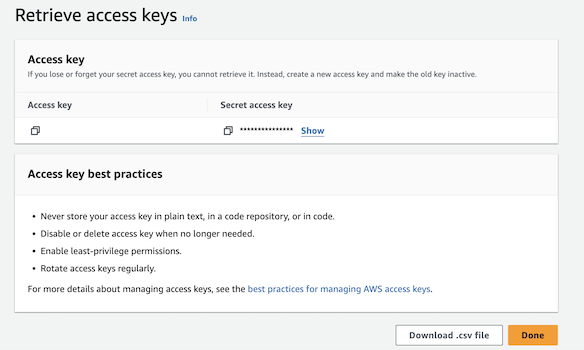 Retrieve access keys Info
Access key
If you lose or forget your secret access key, you cannot retrieve it. Instead, create a new access key and make the old key inactive.
Access key Secret access key
*************** Show
Access key best practices
• Never store your access key in plain text, in a code repository, or in code.
• Disable or delete access key when no longer needed.
• Enable least-privilege permissions.
• Rotate access keys regularly.
For more details about managing access keys, see the best practices for managing AWS access keys.
Download .csv file Done